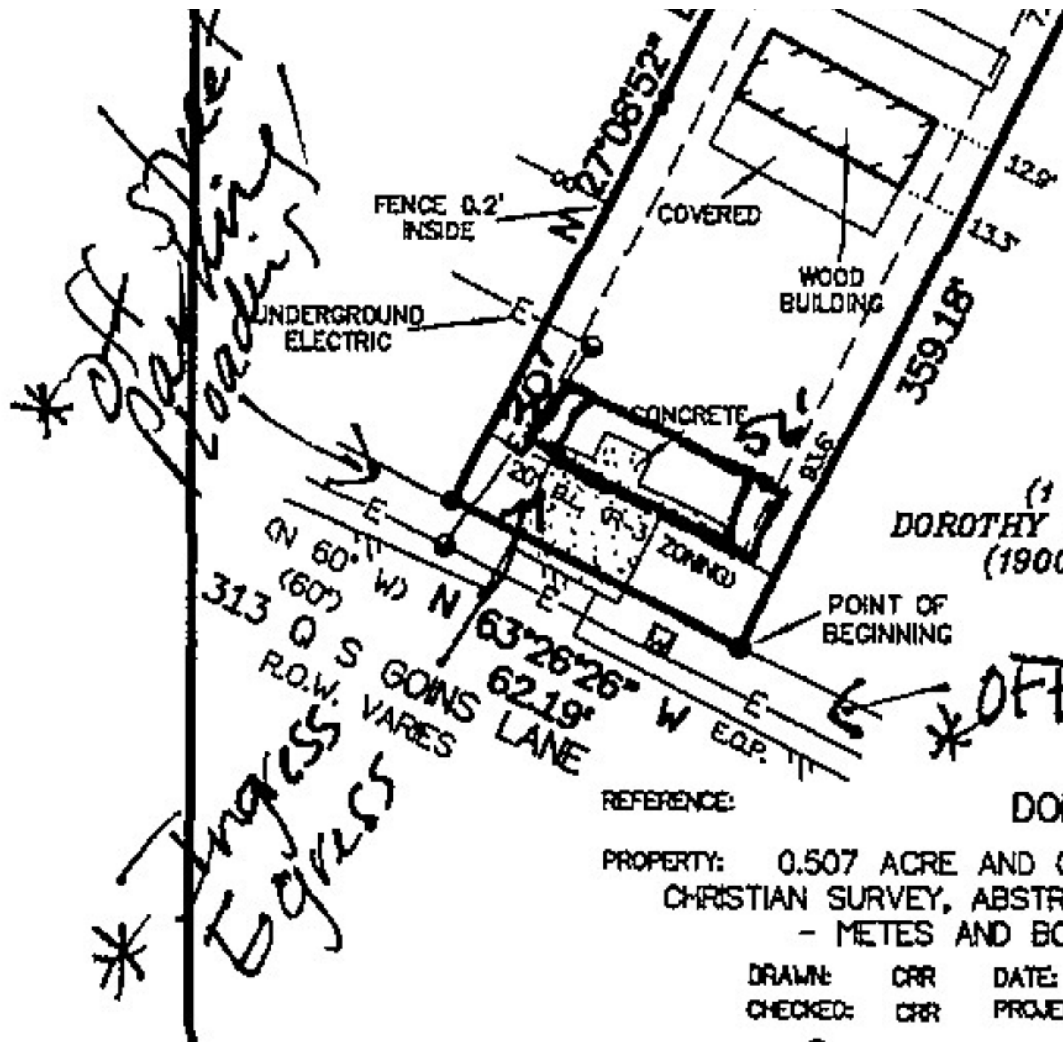 N 27°08'52" E
12.9'
FENCE 0.2'
INSIDE
COVERED
13.3'
WOOD
BUILDING
E
UNDERGROUND
ELECTRIC
359.18'
Off street
Parking
Loading
30'
CONCRETE
52'
93.6'
20' B.L. (R-3 ZONING)
E
(N 60° W)
(60')
N 63°26'26" W
62.19'
E
313 Q S GOINS LANE
R.O.W. VARIES
E
E.O.P.
DOROTHY
(1900
POINT OF
BEGINNING
OFF
Ingress
Egress
REFERENCE:
PROPERTY: 0.507 ACRE AND
CHRISTIAN SURVEY, ABSTR
- METES AND BO
DRAWN: CRR DATE:
CHECKED: CRR PROJE